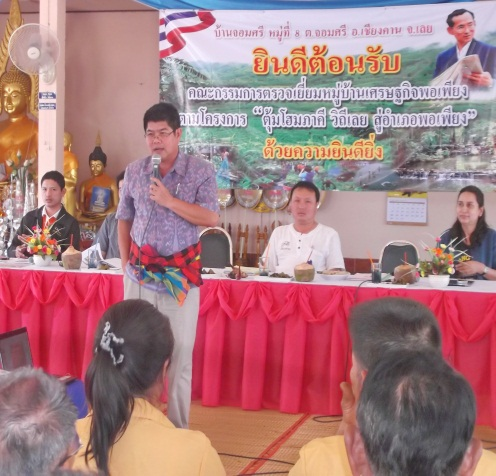 บ้านจอมศรี หมู่ที่ ๘ ต.จอมศรี อ.เชียงคาน จ.เลย
ยินดีต้อนรับ
คณะกรรมการตรวจเยี่ยมหมู่บ้านเศรษฐกิจพอเพียง
ตามโครงการ “ตุ้มโฮมภาคี วิถีเลย สู่อำเภอพอเพียง”
ด้วยความยินดียิ่ง